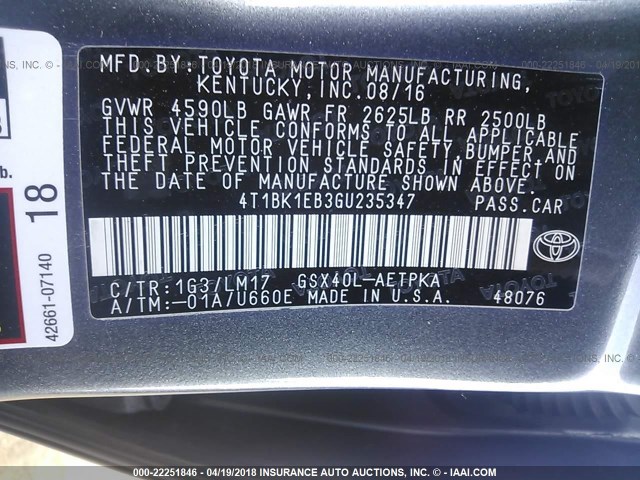 MFD.BY:TOYOTA MOTOR MANUFACTURING,
KENTUCKY, INC.08/16
GVWR 4590LB GAWR FR 2625LB RR 2500LB
THIS VEHICLE CONFORMS TO ALL APPLICABLE
FEDERAL MOTOR VEHICLE SAFETY,BUMPER,AND
THEFT PREVENTION STANDARDS IN EFFECT ON
THE DATE OF MANUFACTURE SHOWN ABOVE.
4T1BK1EB3GU235347 PASS.CAR
C/TR:1G3/LM17 GSX40L-AETPKA
A/TM:-01A/U660E MADE IN U.S.A. 48076
b.
18
42661-07140
000-22251846 - 04/19/2018 - INSURANCE AUTO AUCTIONS, INC. - IAAI.COM